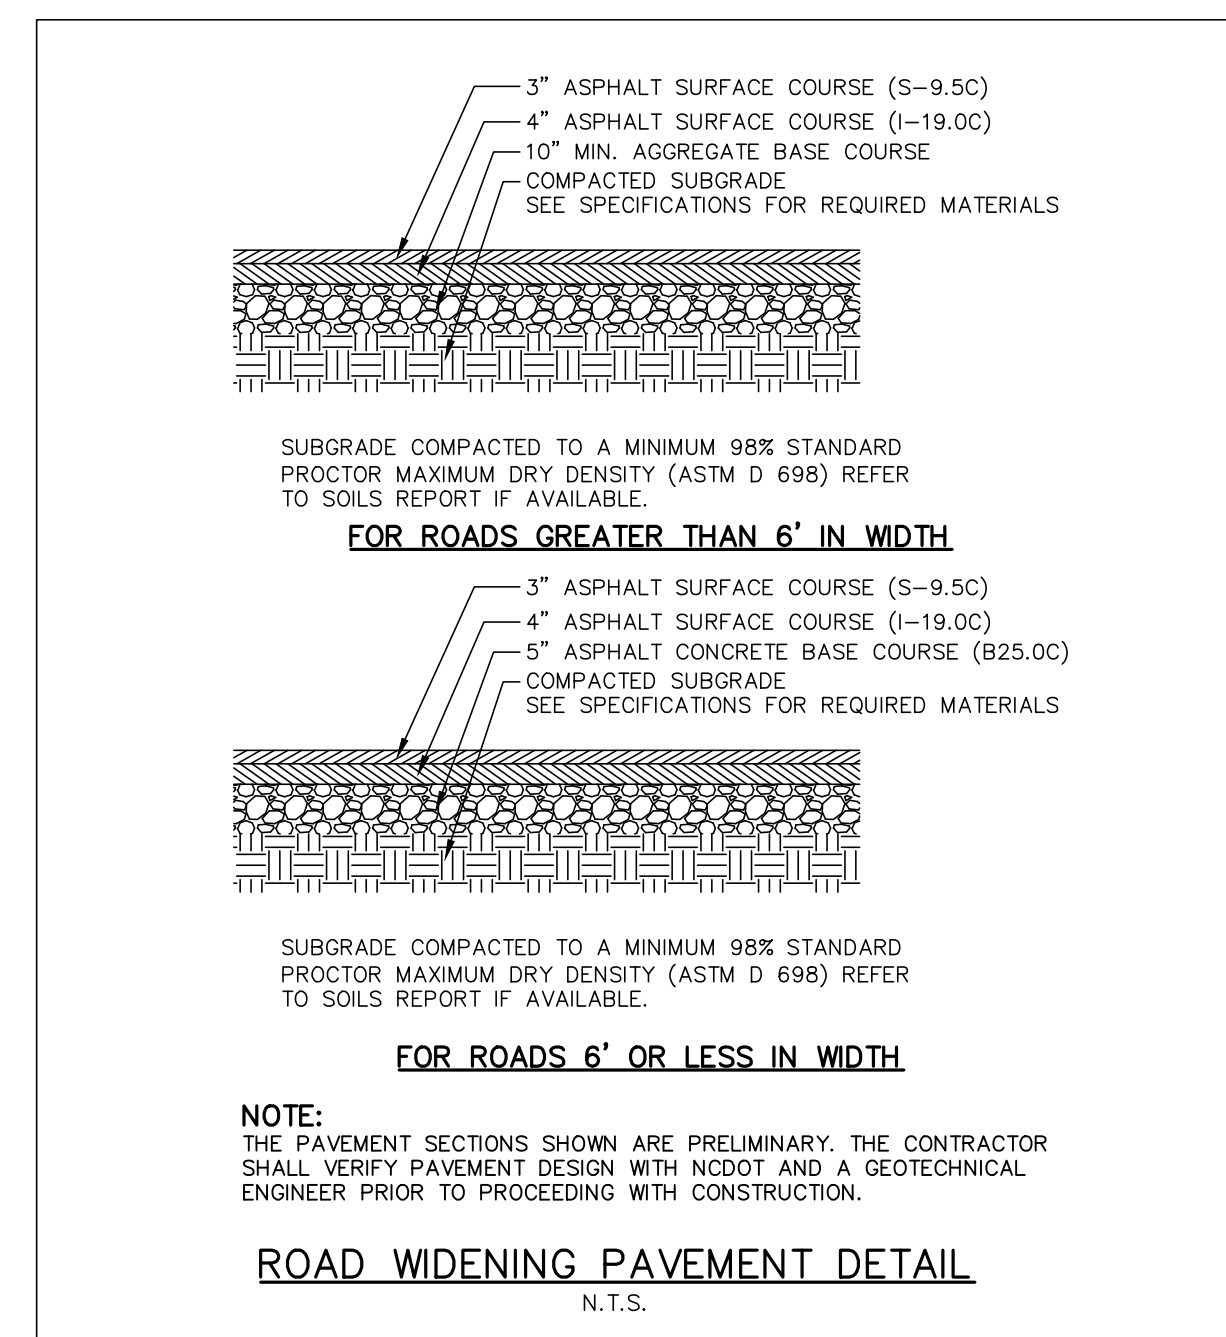 3" ASPHALT SURFACE COURSE (S-9.5C)
4" ASPHALT SURFACE COURSE (I-19.0C)
10" MIN. AGGREGATE BASE COURSE
COMPACTED SUBGRADE
SEE SPECIFICATIONS FOR REQUIRED MATERIALS
SUBGRADE COMPACTED TO A MINIMUM 98% STANDARD
PROCTOR MAXIMUM DRY DENSITY (ASTM D 698) REFER
TO SOILS REPORT IF AVAILABLE.
FOR ROADS GREATER THAN 6' IN WIDTH
3" ASPHALT SURFACE COURSE (S-9.5C)
4" ASPHALT SURFACE COURSE (I-19.0C)
5" ASPHALT CONCRETE BASE COURSE (B25.0C)
COMPACTED SUBGRADE
SEE SPECIFICATIONS FOR REQUIRED MATERIALS
SUBGRADE COMPACTED TO A MINIMUM 98% STANDARD
PROCTOR MAXIMUM DRY DENSITY (ASTM D 698) REFER
TO SOILS REPORT IF AVAILABLE.
FOR ROADS 6' OR LESS IN WIDTH
NOTE:
THE PAVEMENT SECTIONS SHOWN ARE PRELIMINARY. THE CONTRACTOR
SHALL VERIFY PAVEMENT DESIGN WITH NCDOT AND A GEOTECHNICAL
ENGINEER PRIOR TO PROCEEDING WITH CONSTRUCTION.
ROAD WIDENING PAVEMENT DETAIL
N.T.S.